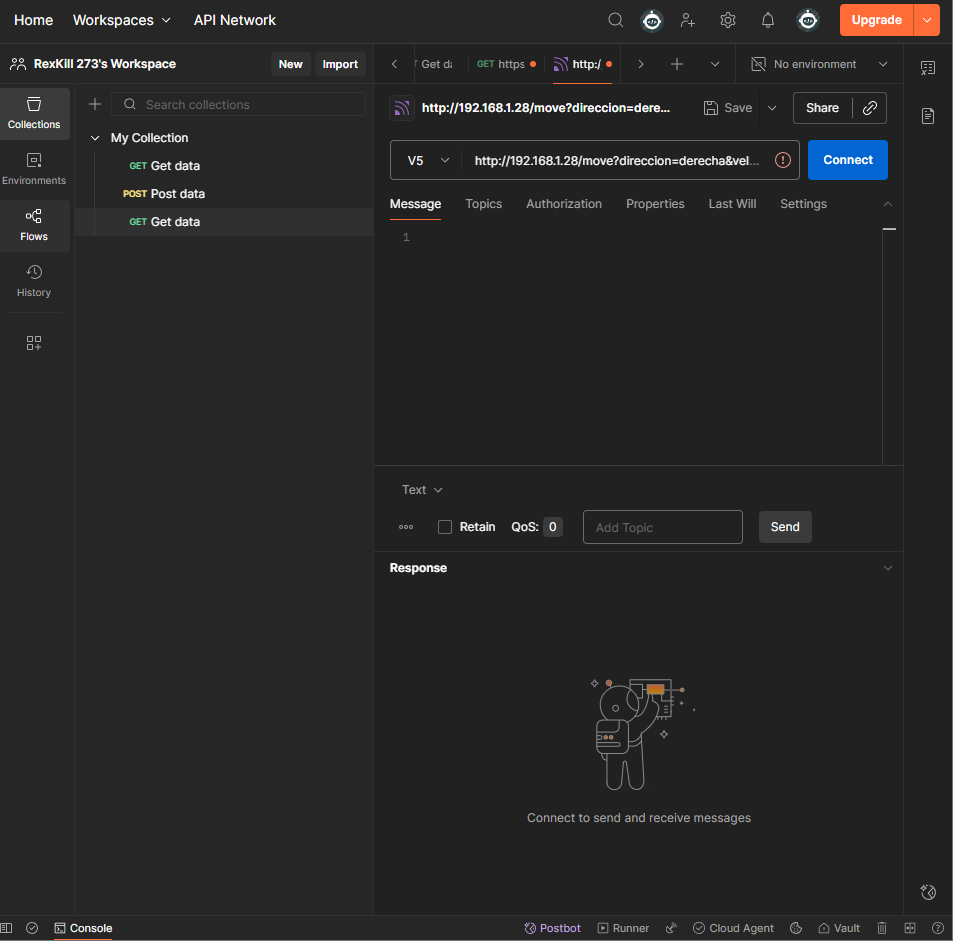 Home Workspaces API Network Upgrade
RexKill 273's Workspace New Import Get da GET https http:/ No environment
Collections
Environments
Flows
History
Search collections
My Collection
GET Get data
POST Post data
GET Get data
http://192.168.1.28/move?direccion=dere... Save Share
V5 http://192.168.1.28/move?direccion=derecha&vel... Connect
Message Topics Authorization Properties Last Will Settings
1
Text
Retain QoS: 0 Add Topic Send
Response
Connect to send and receive messages
Console Postbot Runner Cloud Agent Vault